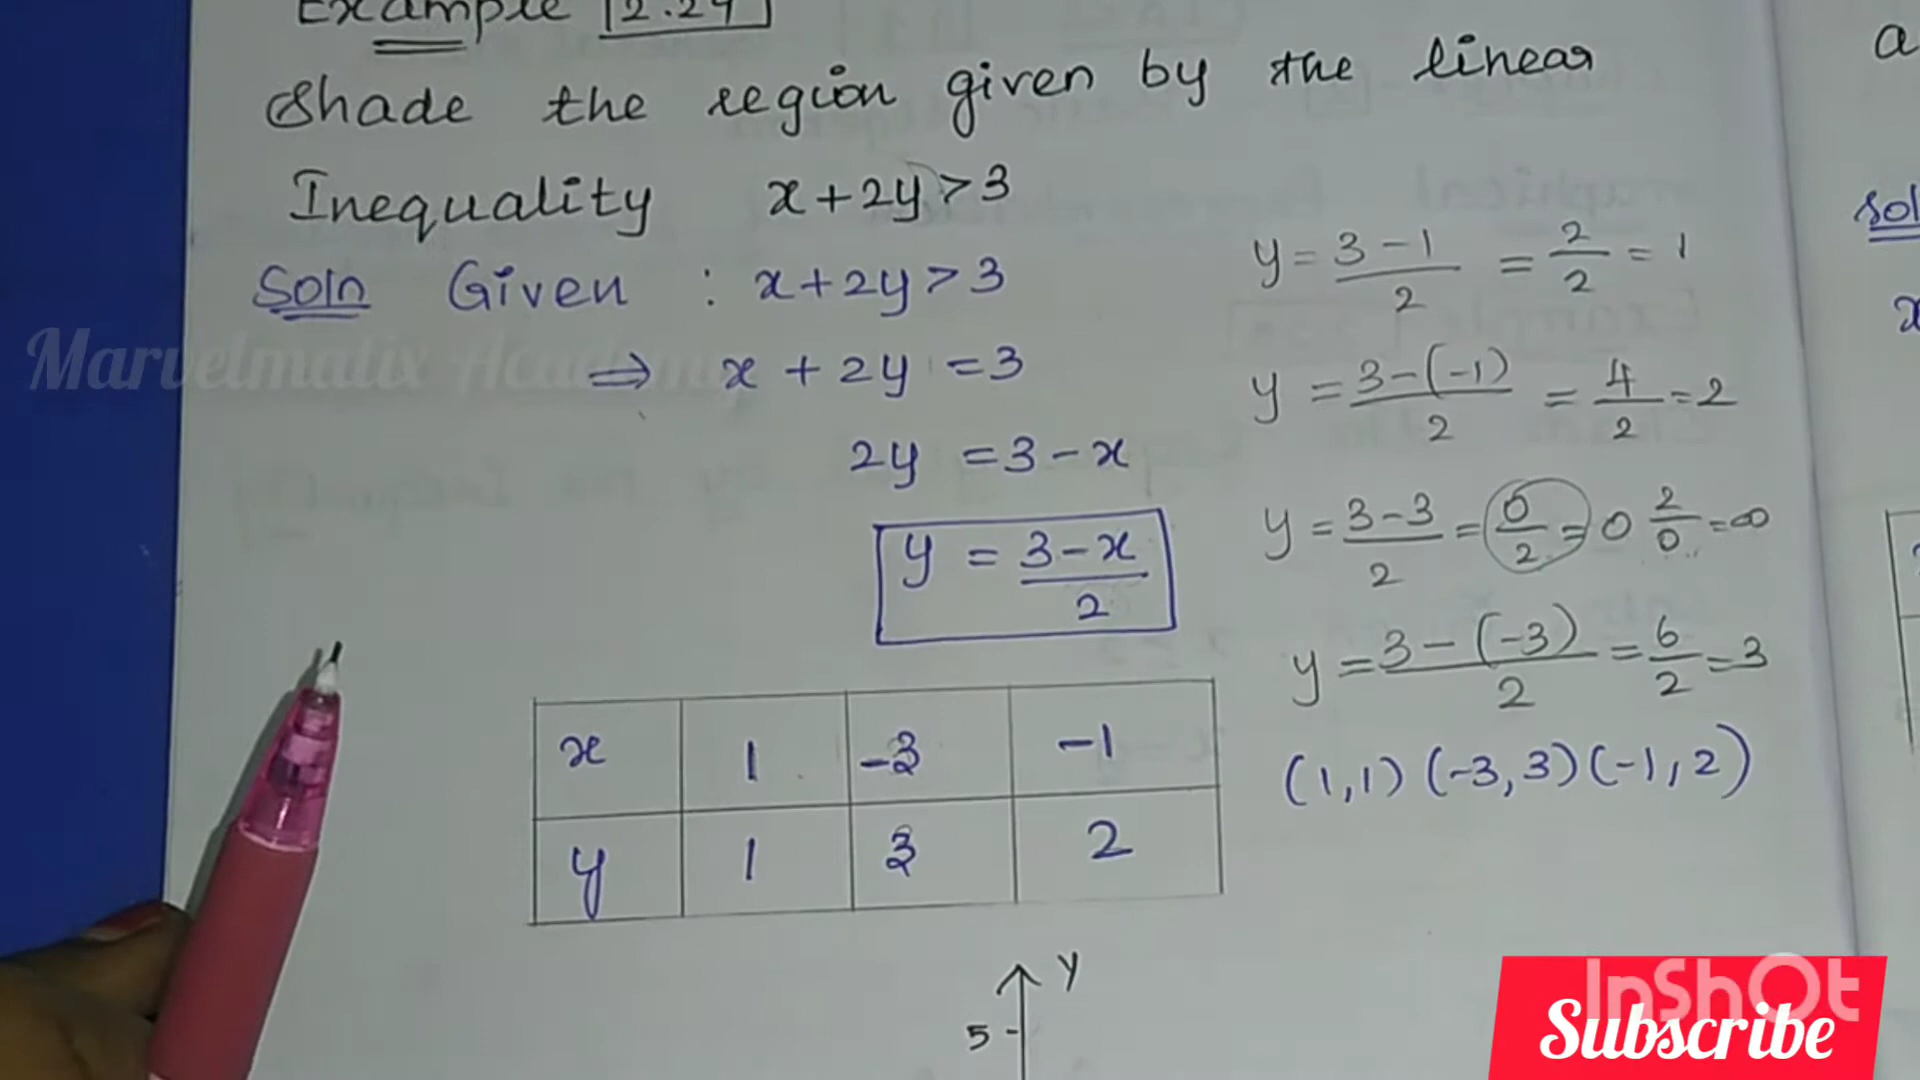 Example 2.24
Shade the region given by the linear
Inequality x+2y>3
Soln Given : x+2y>3
⇒ x + 2y = 3
2y = 3 - x
y = (3-x)/2
x 1 -3 -1
y 1 3 2
y = (3-1)/2 = 2/2 = 1
y = (3-(-1))/2 = 4/2 = 2
y = (3-3)/2 = 0/2 = 0 2/0 = ∞
y = (3-(-3))/2 = 6/2 = 3
(1,1) (-3,3) (-1,2)
y
5
a
sol
x
Marvelmatix Academy
InShOt
Subscribe